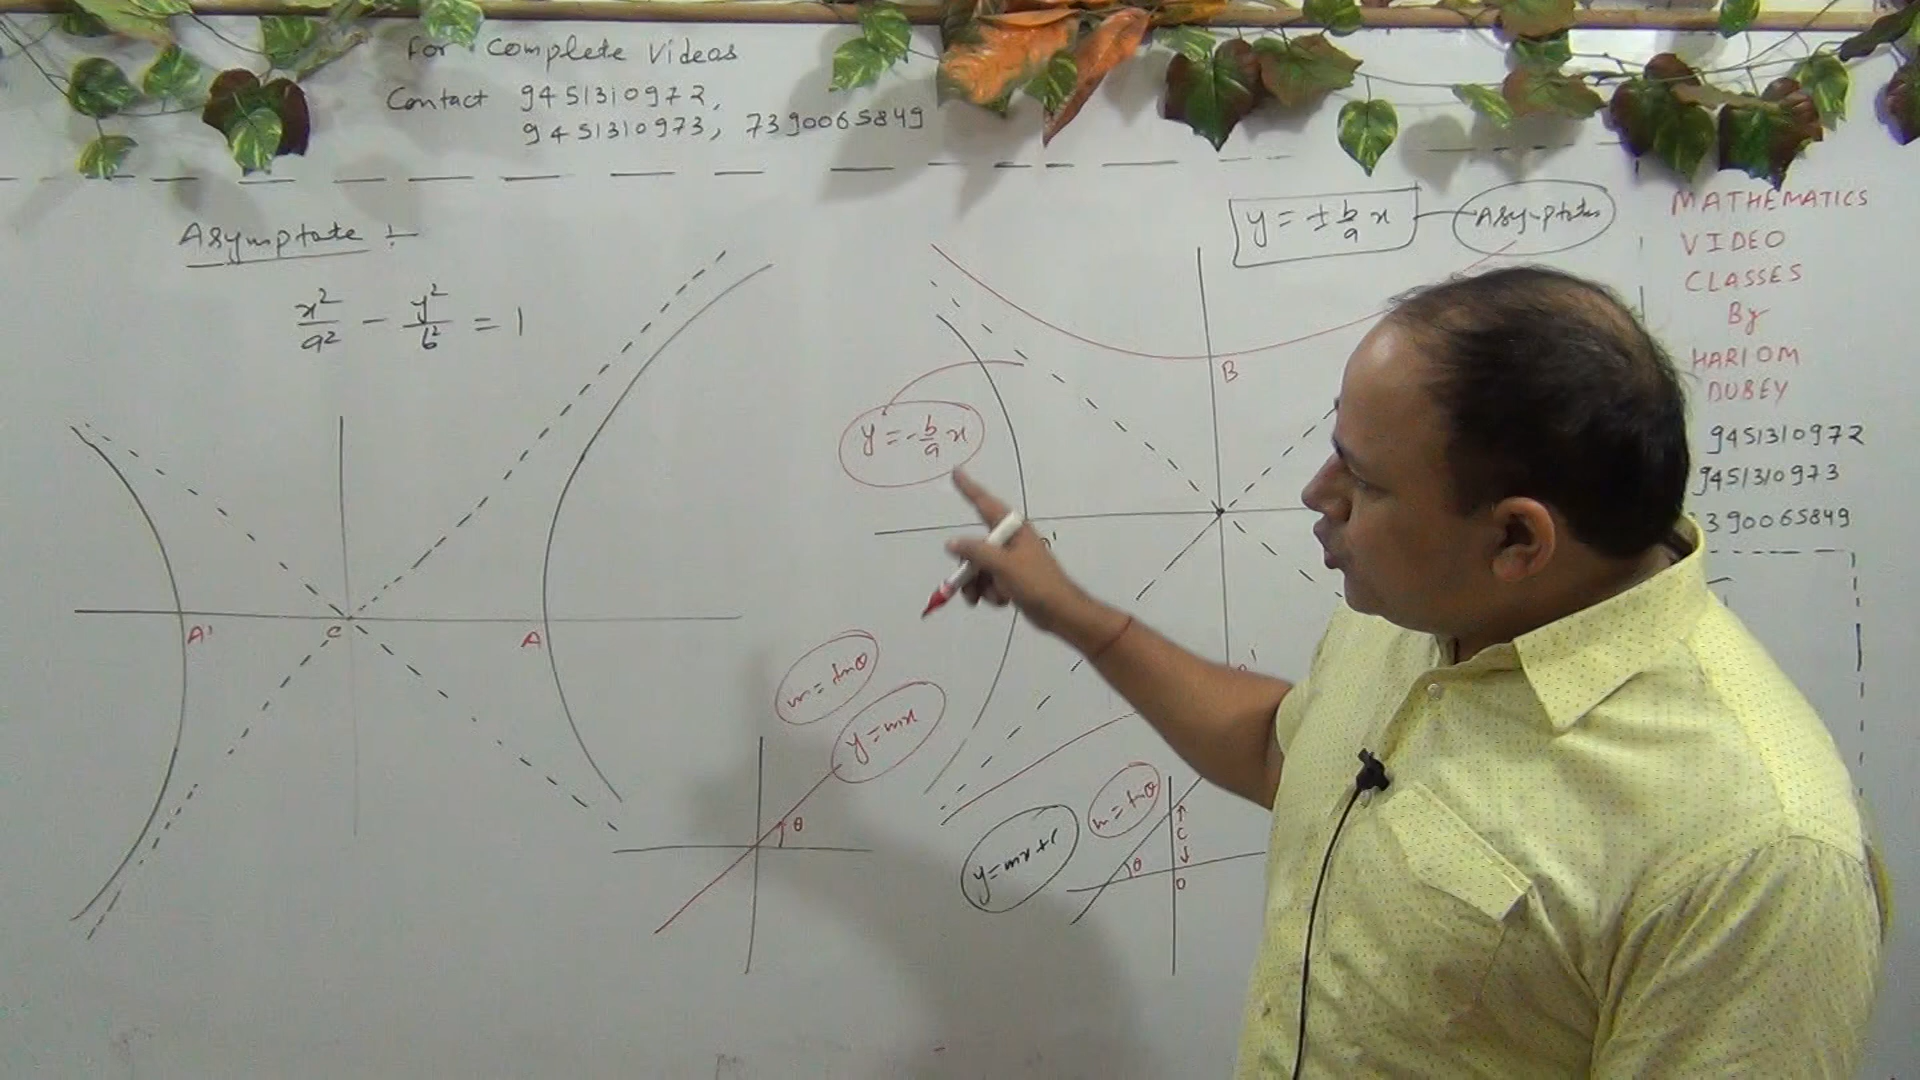 For Complete Videos
Contact 9451310972,
9451310973, 7390065849
Asymptote :-
x²/a² - y²/b² = 1
A'
C
A
y = ± b/a x
Asymptotes
B
y = - b/a x
m = tanθ
y = mx
θ
y = mx + c
m = tanθ
θ
C
O
MATHEMATICS
VIDEO
CLASSES
By
HARIOM
DUBEY
9451310972
9451310973
390065849